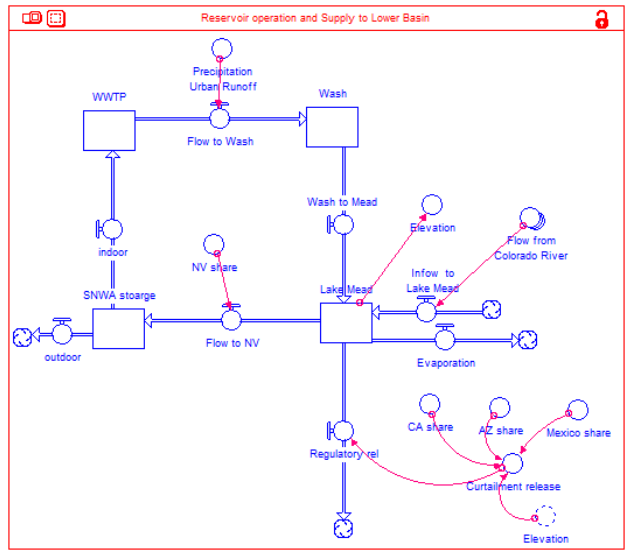 Reservoir operation and Supply to Lower Basin
Precipitation
Urban Runoff
WWTP
Wash
Flow to Wash
Wash to Mead
Elevation
Flow from
Colorado River
indoor
NV share
Infow to
Lake Mead
SNWA stoarge
Lake Mead
outdoor
Flow to NV
Evaporation
CA share
AZ share
Mexico share
Regulatory rel
Curtailment release
Elevation